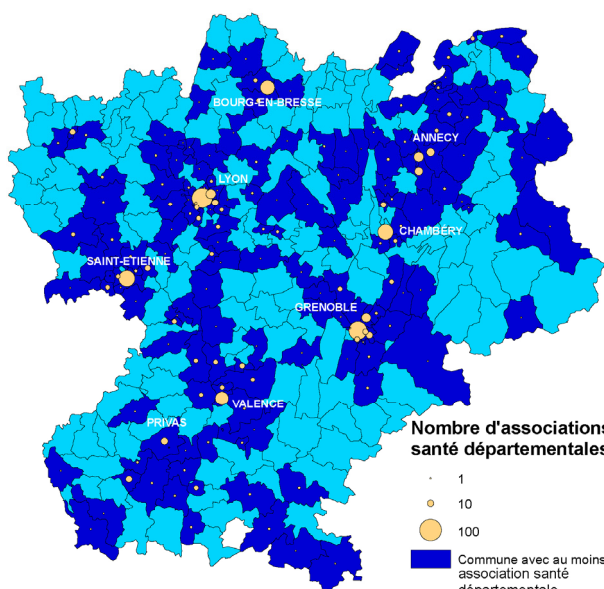 BOURG-EN-BRESSE
ANNECY
LYON
CHAMBERY
SAINT-ETIENNE
GRENOBLE
VALENCE
PRIVAS
Nombre d'associations
santé départementales
1
10
100
Commune avec au moins
association santé
départementale